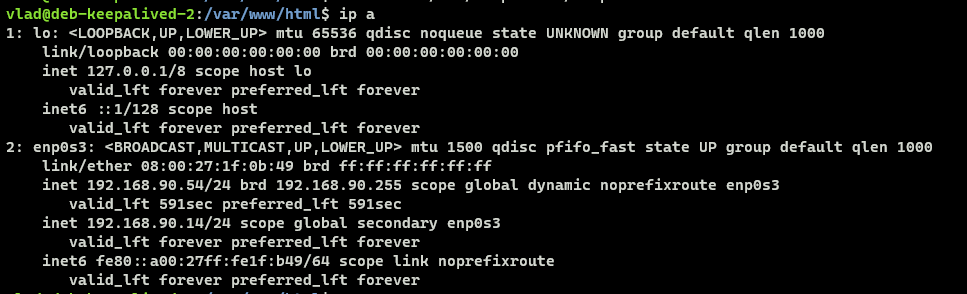 vlad@deb-keepalived-2:/var/www/html$ ip a
1: lo: <LOOPBACK,UP,LOWER_UP> mtu 65536 qdisc noqueue state UNKNOWN group default qlen 1000
link/loopback 00:00:00:00:00:00 brd 00:00:00:00:00:00
inet 127.0.0.1/8 scope host lo
valid_lft forever preferred_lft forever
inet6 ::1/128 scope host
valid_lft forever preferred_lft forever
2: enp0s3: <BROADCAST,MULTICAST,UP,LOWER_UP> mtu 1500 qdisc pfifo_fast state UP group default qlen 1000
link/ether 08:00:27:1f:0b:49 brd ff:ff:ff:ff:ff:ff
inet 192.168.90.54/24 brd 192.168.90.255 scope global dynamic noprefixroute enp0s3
valid_lft 591sec preferred_lft 591sec
inet 192.168.90.14/24 scope global secondary enp0s3
valid_lft forever preferred_lft forever
inet6 fe80::a00:27ff:fe1f:b49/64 scope link noprefixroute
valid_lft forever preferred_lft forever